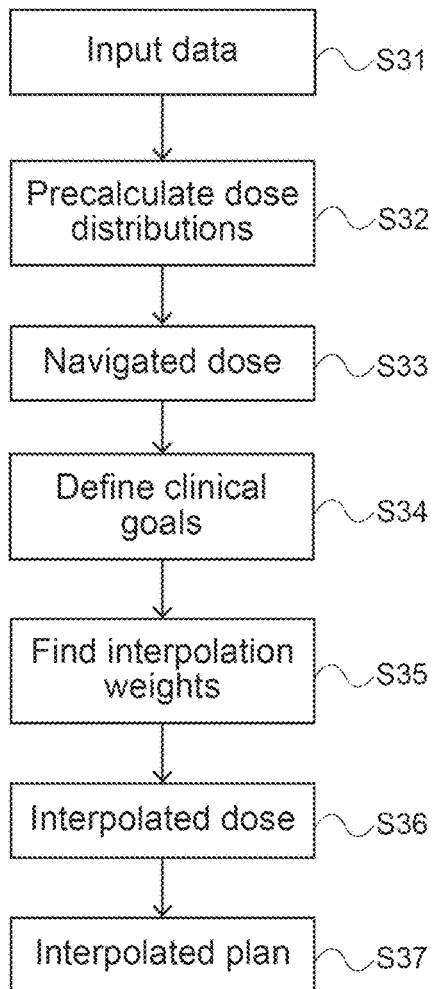 Input data
S31
Precalculate dose
distributions
S32
Navigated dose
S33
Define clinical
goals
S34
Find interpolation
weights
S35
Interpolated dose
S36
Interpolated plan
S37